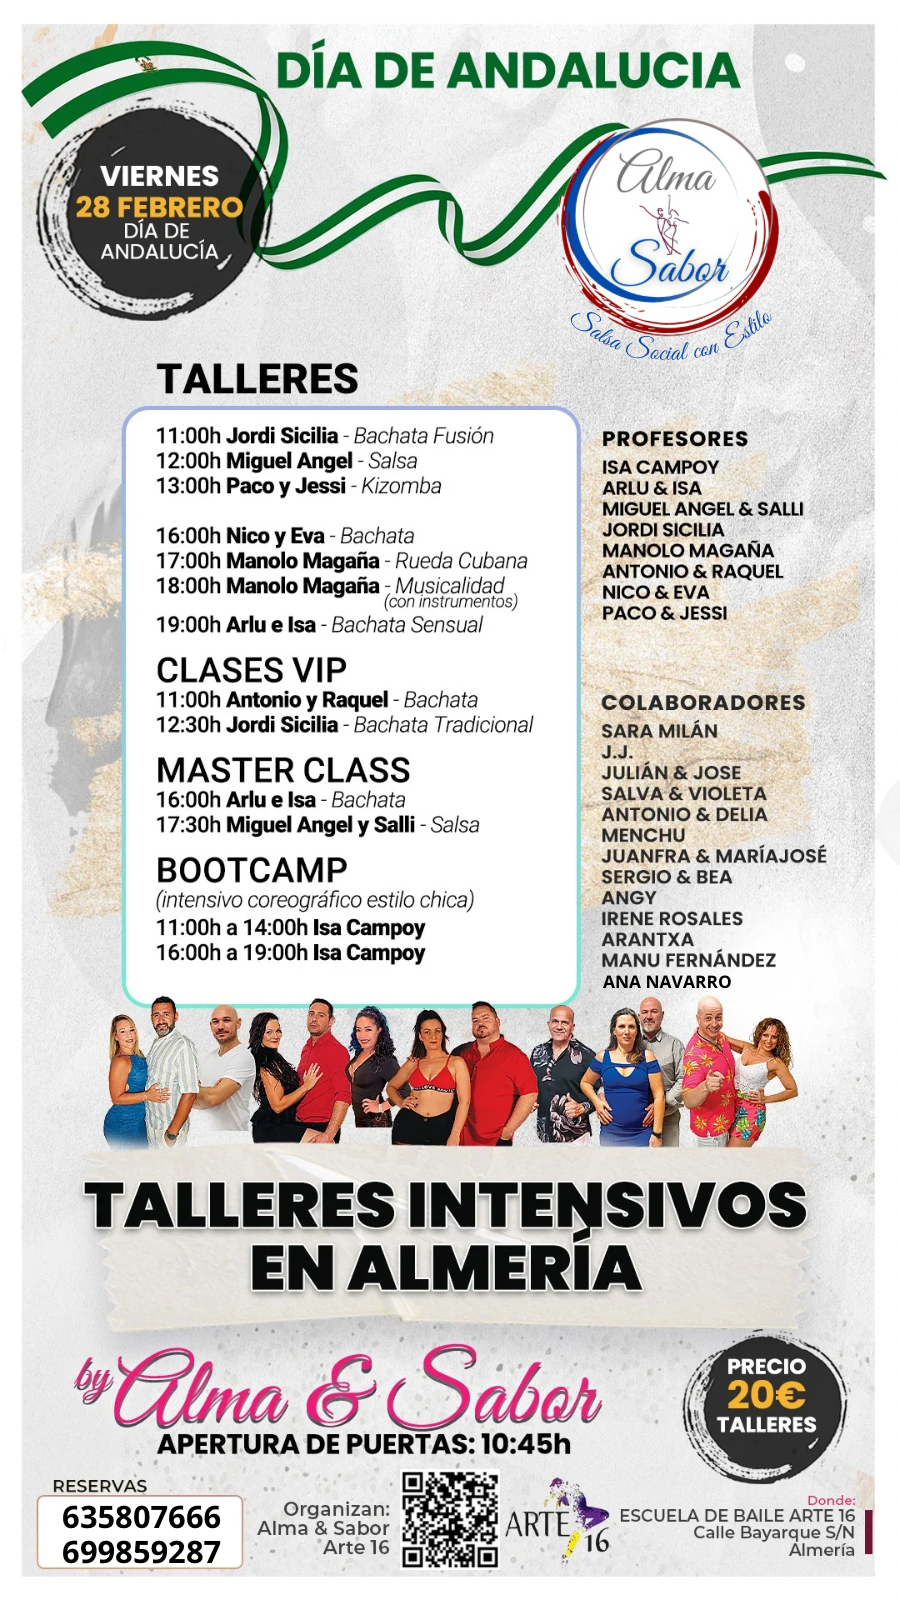 DÍA DE ANDALUCIA
VIERNES
28 FEBRERO
DÍA DE
ANDALUCÍA
Alma
Sabor
Salsa Social con Estilo
TALLERES
11:00h Jordi Sicilia - Bachata Fusión
12:00h Miguel Angel - Salsa
13:00h Paco y Jessi - Kizomba
16:00h Nico y Eva - Bachata
17:00h Manolo Magaña - Rueda Cubana
18:00h Manolo Magaña - Musicalidad
(con instrumentos)
19:00h Arlu e Isa - Bachata Sensual
CLASES VIP
11:00h Antonio y Raquel - Bachata
12:30h Jordi Sicilia - Bachata Tradicional
MASTER CLASS
16:00h Arlu e Isa - Bachata
17:30h Miguel Angel y Salli - Salsa
BOOTCAMP
(intensivo coreográfico estilo chica)
11:00h a 14:00h Isa Campoy
16:00h a 19:00h Isa Campoy
PROFESORES
ISA CAMPOY
ARLU & ISA
MIGUEL ANGEL & SALLI
JORDI SICILIA
MANOLO MAGAÑA
ANTONIO & RAQUEL
NICO & EVA
PACO & JESSI
COLABORADORES
SARA MILÁN
J.J.
JULIÁN & JOSE
SALVA & VIOLETA
ANTONIO & DELIA
MENCHU
JUANFRA & MARÍAJOSÉ
SERGIO & BEA
ANGY
IRENE ROSALES
ARANTXA
MANU FERNÁNDEZ
ANA NAVARRO
TALLERES INTENSIVOS
EN ALMERÍA
by Alma & Sabor
APERTURA DE PUERTAS: 10:45h
PRECIO
20€
TALLERES
RESERVAS
635807666
699859287
Organizan:
Alma & Sabor
Arte 16
ARTE 16
Donde:
ESCUELA DE BAILE ARTE 16
Calle Bayarque S/N
Almería